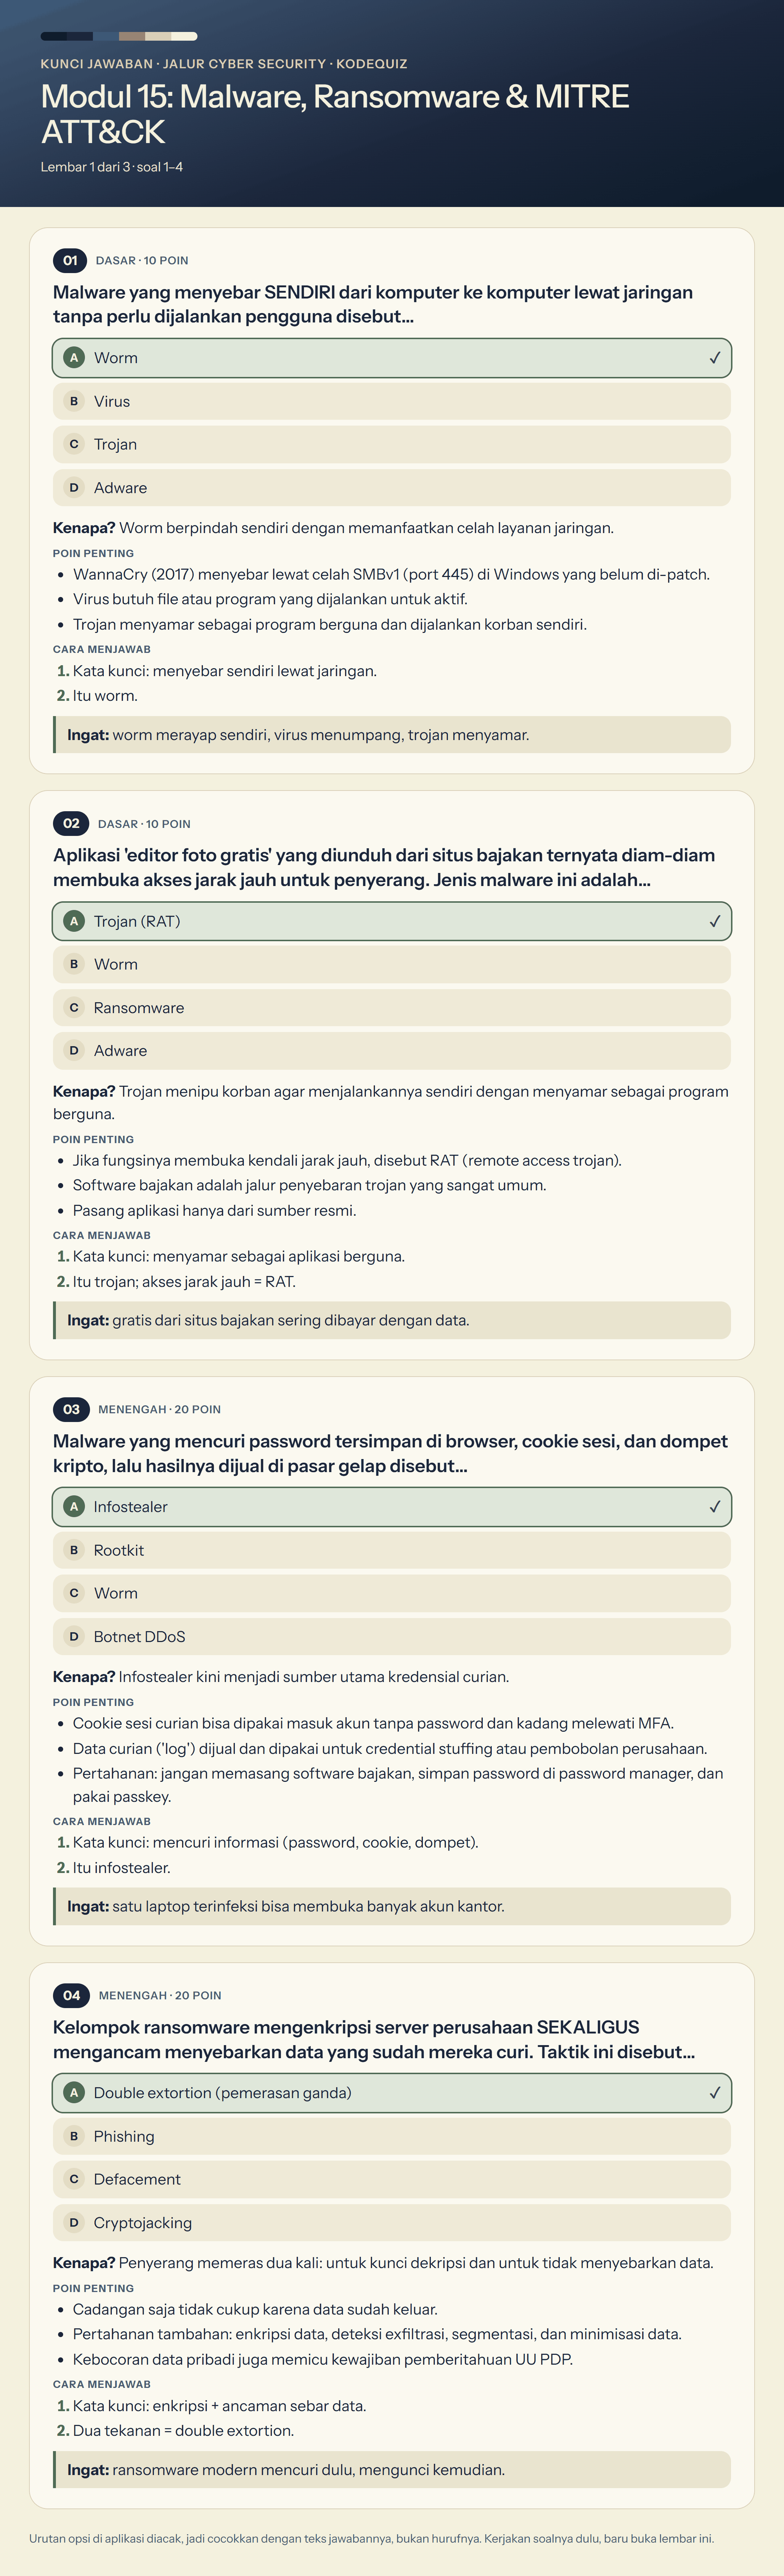 KUNCI JAWABAN · JALUR CYBER SECURITY · KODEQUIZ
Modul 15: Malware, Ransomware & MITRE
ATT&CK
Lembar 1 dari 3 · soal 1–4
01 DASAR · 10 POIN
Malware yang menyebar SENDIRI dari komputer ke komputer lewat jaringan
tanpa perlu dijalankan pengguna disebut...
A Worm ✓
B Virus
C Trojan
D Adware
Kenapa? Worm berpindah sendiri dengan memanfaatkan celah layanan jaringan.
POIN PENTING
• WannaCry (2017) menyebar lewat celah SMBv1 (port 445) di Windows yang belum di-patch.
• Virus butuh file atau program yang dijalankan untuk aktif.
• Trojan menyamar sebagai program berguna dan dijalankan korban sendiri.
CARA MENJAWAB
1. Kata kunci: menyebar sendiri lewat jaringan.
2. Itu worm.
Ingat: worm merayap sendiri, virus menumpang, trojan menyamar.
02 DASAR · 10 POIN
Aplikasi 'editor foto gratis' yang diunduh dari situs bajakan ternyata diam-diam
membuka akses jarak jauh untuk penyerang. Jenis malware ini adalah...
A Trojan (RAT) ✓
B Worm
C Ransomware
D Adware
Kenapa? Trojan menipu korban agar menjalankannya sendiri dengan menyamar sebagai program
berguna.
POIN PENTING
• Jika fungsinya membuka kendali jarak jauh, disebut RAT (remote access trojan).
• Software bajakan adalah jalur penyebaran trojan yang sangat umum.
• Pasang aplikasi hanya dari sumber resmi.
CARA MENJAWAB
1. Kata kunci: menyamar sebagai aplikasi berguna.
2. Itu trojan; akses jarak jauh = RAT.
Ingat: gratis dari situs bajakan sering dibayar dengan data.
03 MENENGAH · 20 POIN
Malware yang mencuri password tersimpan di browser, cookie sesi, dan dompet
kripto, lalu hasilnya dijual di pasar gelap disebut...
A Infostealer ✓
B Rootkit
C Worm
D Botnet DDoS
Kenapa? Infostealer kini menjadi sumber utama kredensial curian.
POIN PENTING
• Cookie sesi curian bisa dipakai masuk akun tanpa password dan kadang melewati MFA.
• Data curian ('log') dijual dan dipakai untuk credential stuffing atau pembobolan perusahaan.
• Pertahanan: jangan memasang software bajakan, simpan password di password manager, dan
pakai passkey.
CARA MENJAWAB
1. Kata kunci: mencuri informasi (password, cookie, dompet).
2. Itu infostealer.
Ingat: satu laptop terinfeksi bisa membuka banyak akun kantor.
04 MENENGAH · 20 POIN
Kelompok ransomware mengenkripsi server perusahaan SEKALIGUS
mengancam menyebarkan data yang sudah mereka curi. Taktik ini disebut...
A Double extortion (pemerasan ganda) ✓
B Phishing
C Defacement
D Cryptojacking
Kenapa? Penyerang memeras dua kali: untuk kunci dekripsi dan untuk tidak menyebarkan data.
POIN PENTING
• Cadangan saja tidak cukup karena data sudah keluar.
• Pertahanan tambahan: enkripsi data, deteksi exfiltrasi, segmentasi, dan minimisasi data.
• Kebocoran data pribadi juga memicu kewajiban pemberitahuan UU PDP.
CARA MENJAWAB
1. Kata kunci: enkripsi + ancaman sebar data.
2. Dua tekanan = double extortion.
Ingat: ransomware modern mencuri dulu, mengunci kemudian.
Urutan opsi di aplikasi diacak, jadi cocokkan dengan teks jawabannya, bukan hurufnya. Kerjakan soalnya dulu, baru buka lembar ini.